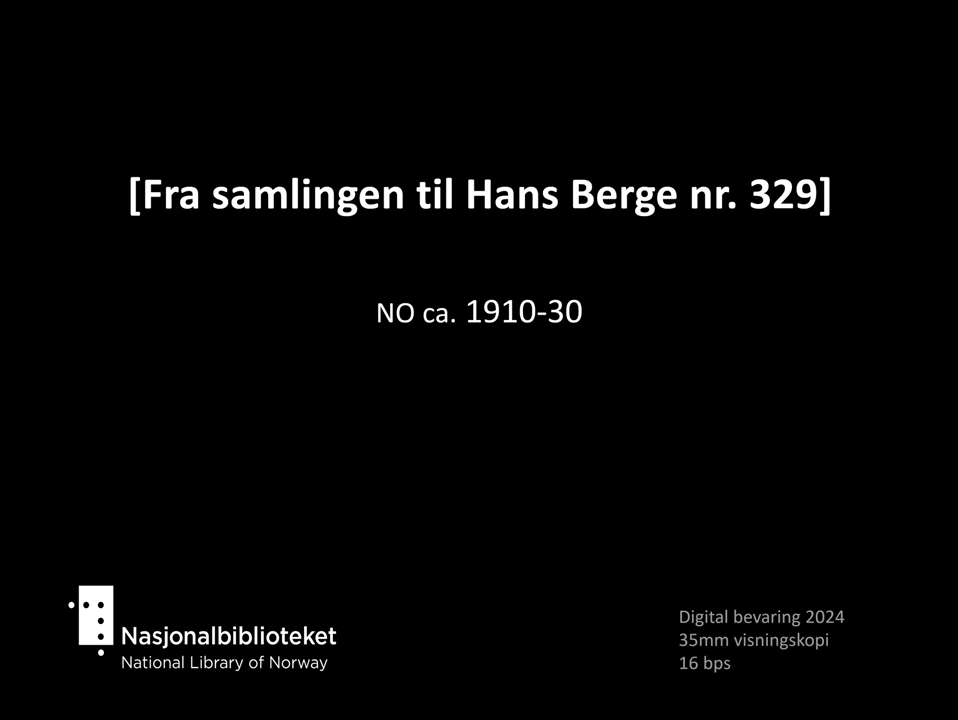 [Fra samlingen til Hans Berge nr. 329]
NO ca. 1910-30
Nasjonalbiblioteket
National Library of Norway
Digital bevaring 2024
35mm visningskopi
16 bps